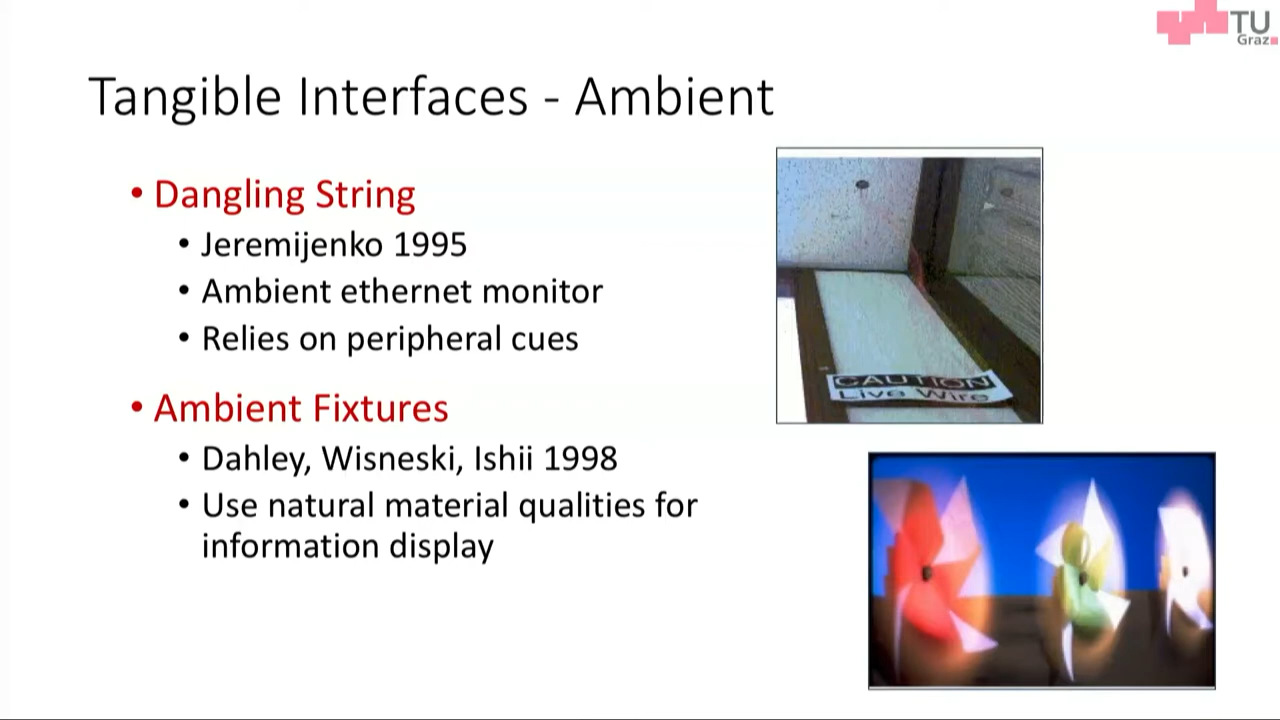 TU
Graz
Tangible Interfaces - Ambient
• Dangling String
• Jeremijenko 1995
• Ambient ethernet monitor
• Relies on peripheral cues
CAUTION
Live Wire
• Ambient Fixtures
• Dahley, Wisneski, Ishii 1998
• Use natural material qualities for
information display